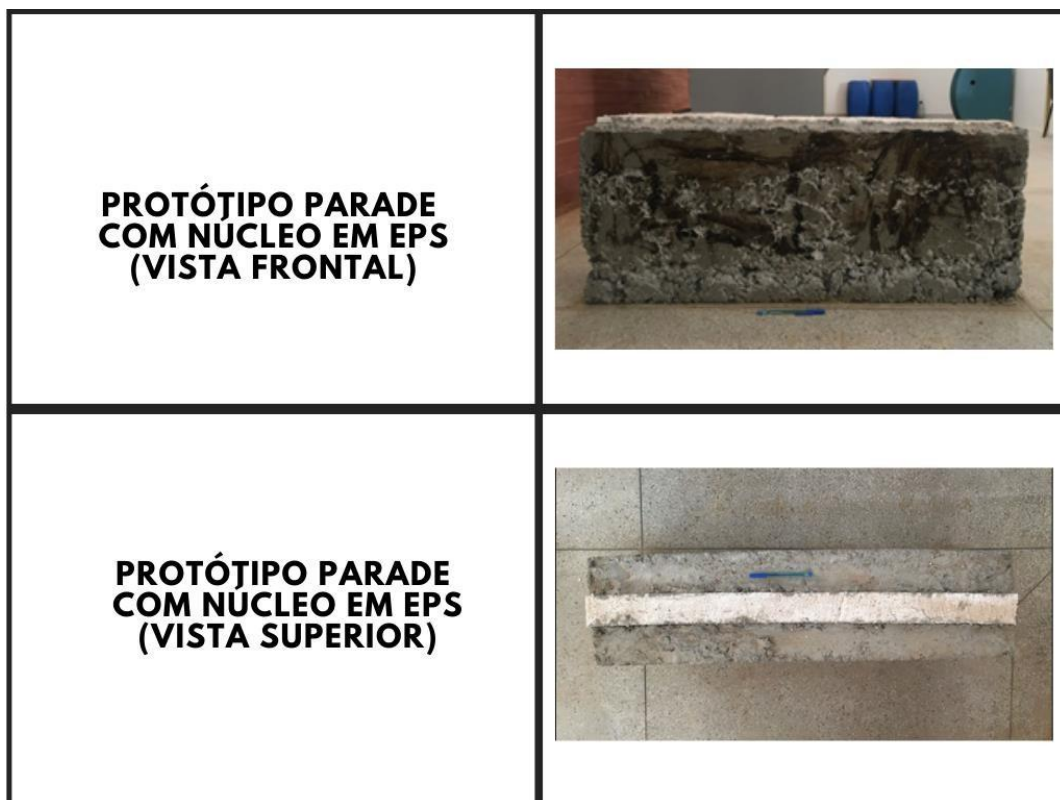 PROTÓTIPO PARADE
COM NÚCLEO EM EPS
(VISTA FRONTAL)
PROTÓTIPO PARADE
COM NÚCLEO EM EPS
(VISTA SUPERIOR)